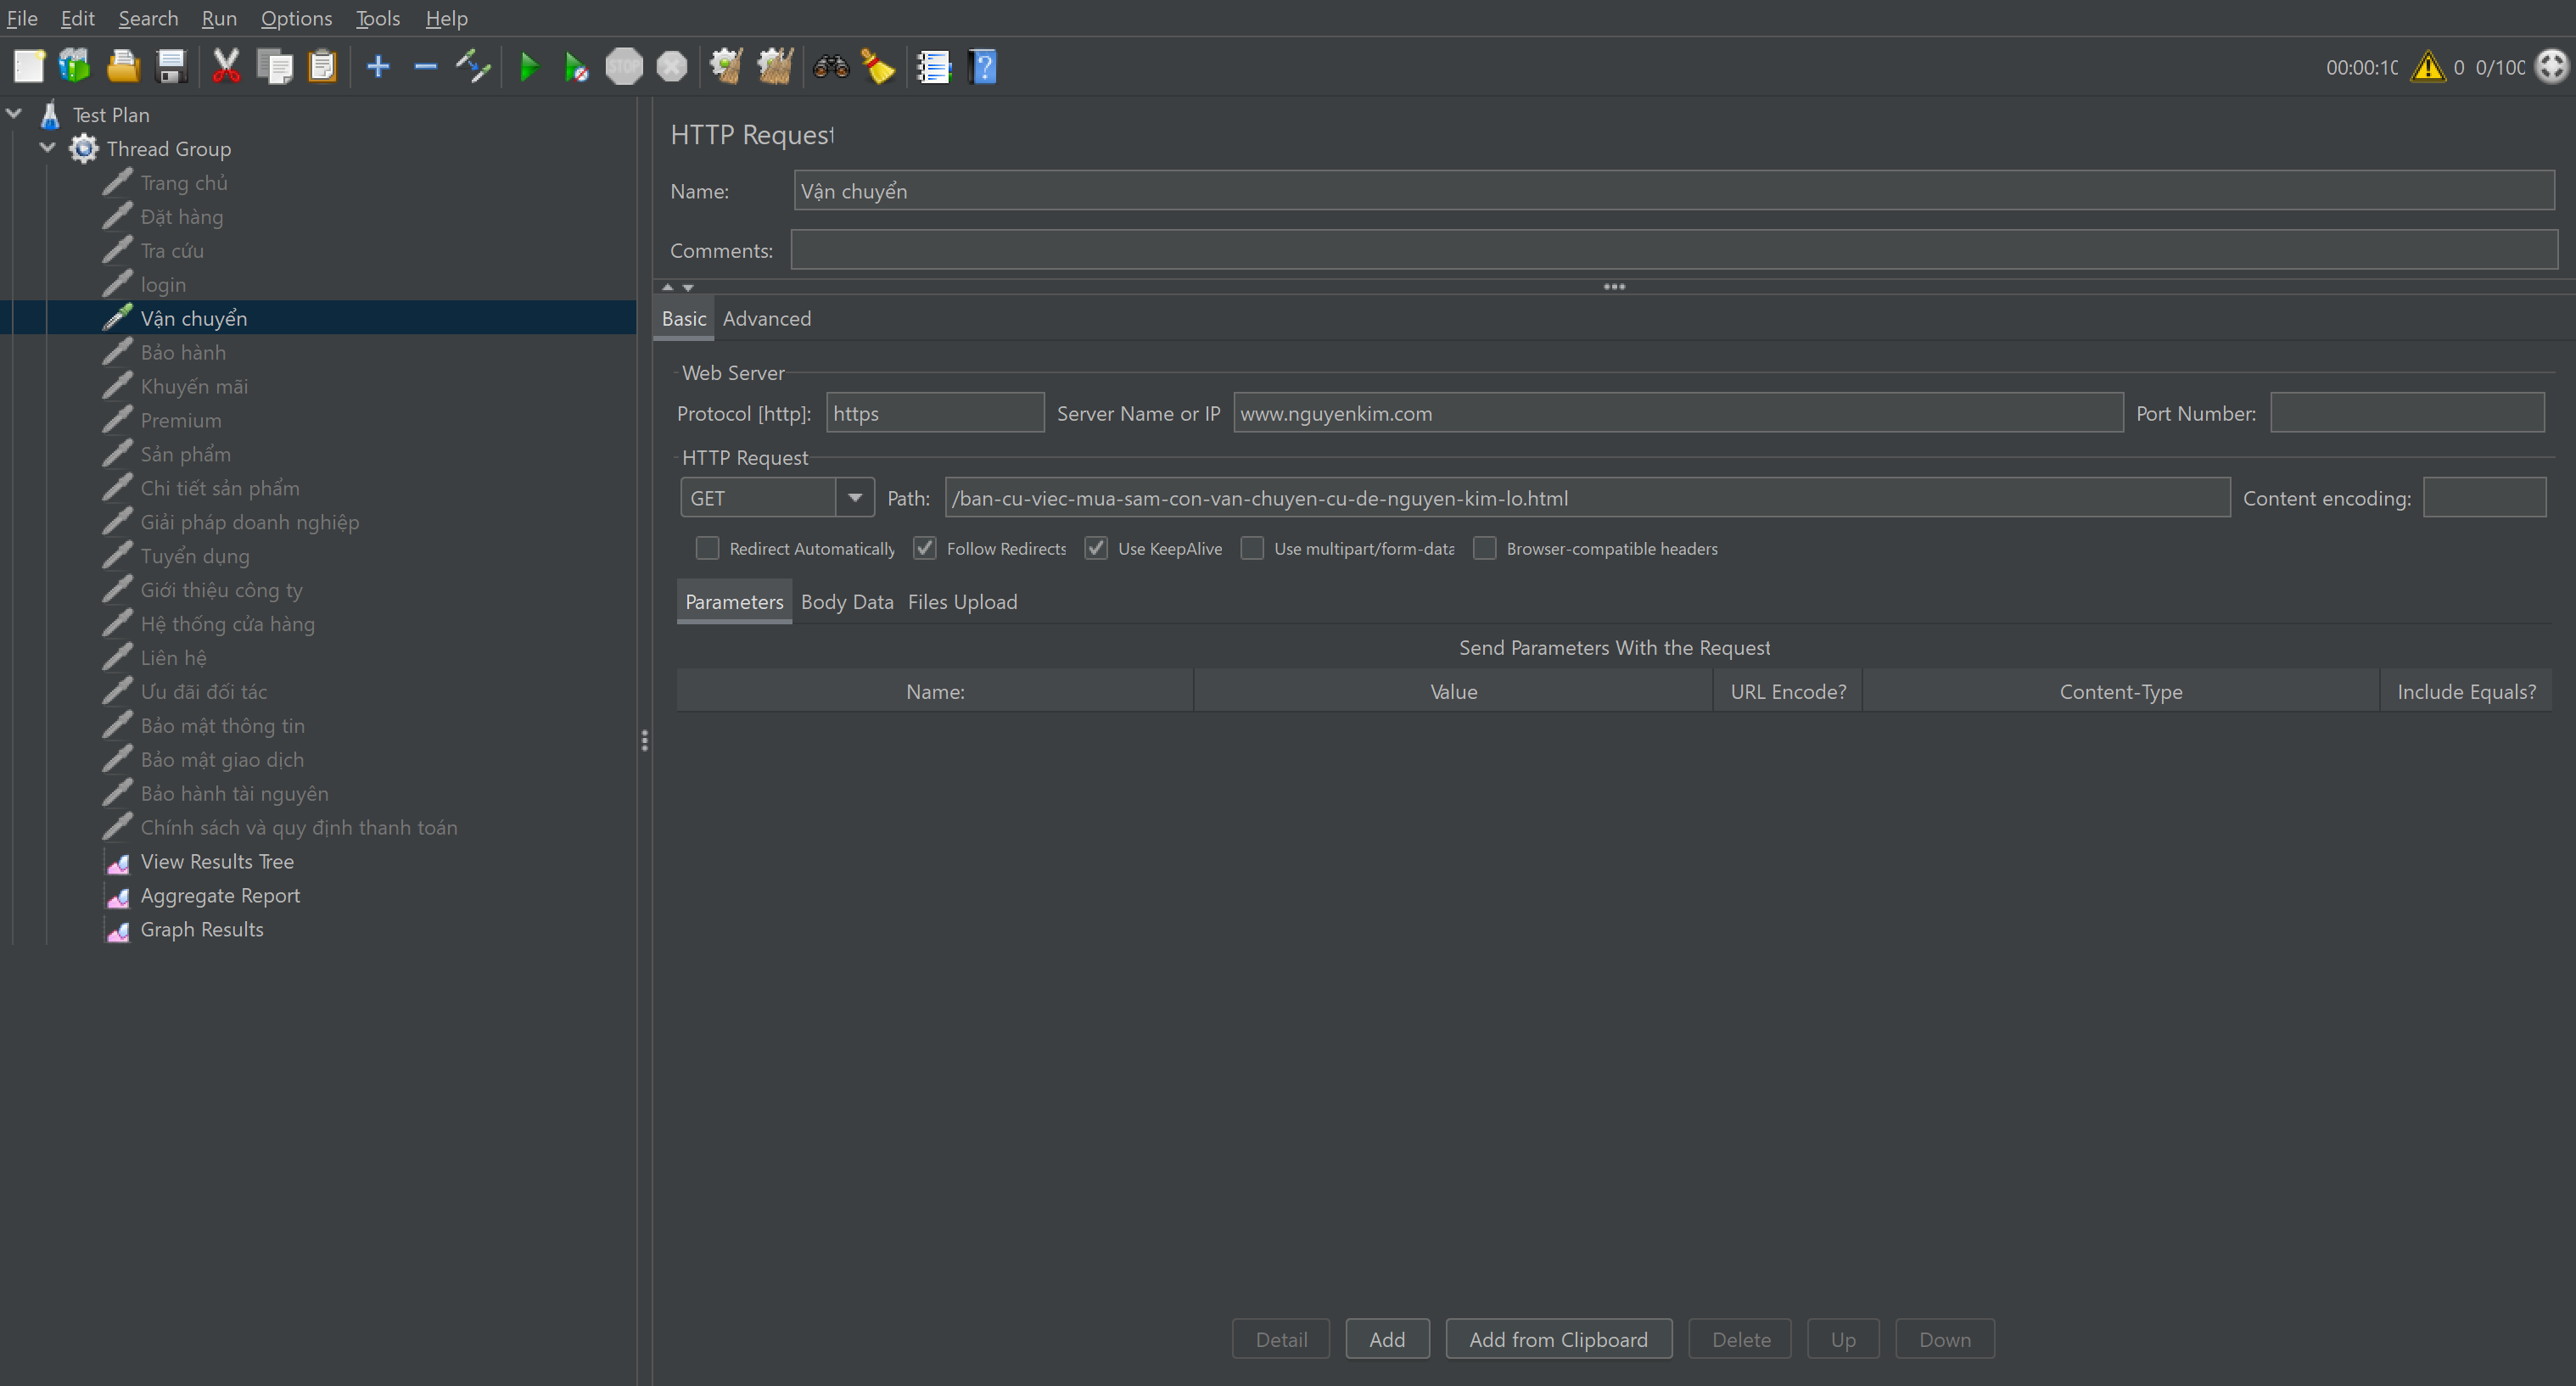 File Edit Search Run Options Tools Help
STOP
00:00:10 0 0/100
Test Plan
Thread Group
Trang chủ
Đặt hàng
Tra cứu
login
Vận chuyển
Bảo hành
Khuyến mãi
Premium
Sản phẩm
Chi tiết sản phẩm
Giải pháp doanh nghiệp
Tuyển dụng
Giới thiệu công ty
Hệ thống cửa hàng
Liên hệ
Ưu đãi đối tác
Bảo mật thông tin
Bảo mật giao dịch
Bảo hành tài nguyên
Chính sách và quy định thanh toán
View Results Tree
Aggregate Report
Graph Results
HTTP Request
Name: Vận chuyển
Comments:
Basic Advanced
Web Server
Protocol [http]: https Server Name or IP www.nguyenkim.com Port Number:
HTTP Request
GET Path: /ban-cu-viec-mua-sam-con-van-chuyen-cu-de-nguyen-kim-lo.html Content encoding:
Redirect Automatically Follow Redirects Use KeepAlive Use multipart/form-data Browser-compatible headers
Parameters Body Data Files Upload
Send Parameters With the Request
Name: Value URL Encode? Content-Type Include Equals?
Detail Add Add from Clipboard Delete Up Down